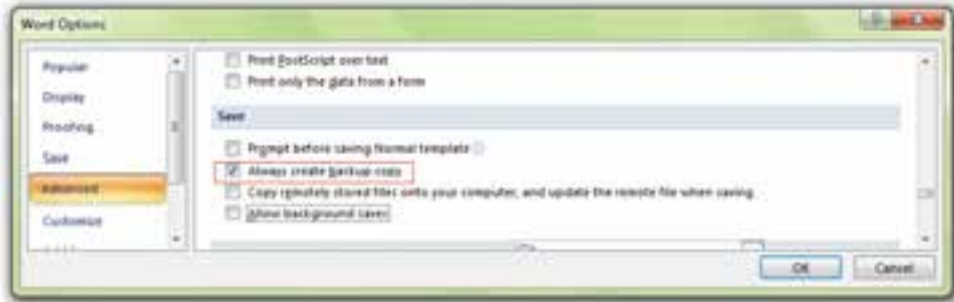 Word Options
Popular
Display
Proofing
Save
Advanced
Customize
Print PostScript over text
Print only the data from a form
Save
Prompt before saving Normal template
Always create backup copy
Copy remotely stored files onto your computer, and update the remote file when saving
Allow background saves
OK
Cancel